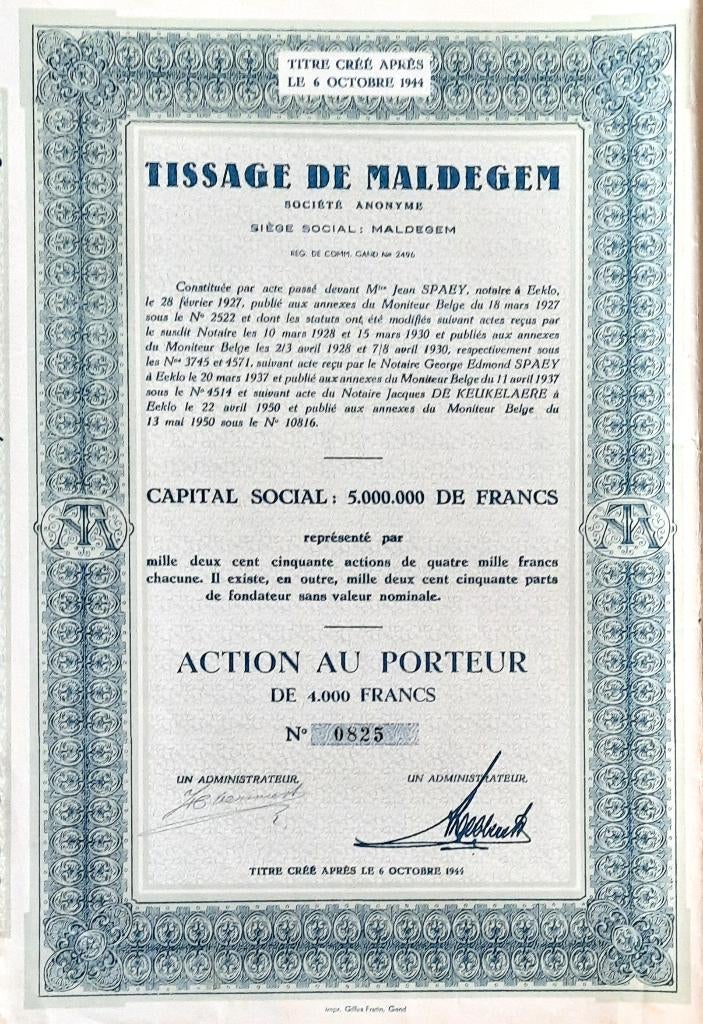 TITRE CRÉÉ APRÈS
LE 6 OCTOBRE 1944
TISSAGE DE MALDEGEM
SOCIÉTÉ ANONYME
SIÈGE SOCIAL: MALDEGEM
REG. DE COMM. GAND No 2496
Constituée par acte passé devant Mtre Jean SPAEY, notaire à Eeklo,
le 28 février 1927, publié aux annexes du Moniteur Belge du 18 mars 1927
sous le No 2522 et dont les statuts ont été modifiés suivant actes reçus par
le susdit Notaire les 10 mars 1928 et 15 mars 1930 et publiés aux annexes
du Moniteur Belge les 2/3 avril 1928 et 7/8 avril 1930, respectivement sous
les Nos 3745 et 4571, suivant acte reçu par le Notaire George Edmond SPAEY
à Eeklo le 20 mars 1937 et publié aux annexes du Moniteur Belge du 11 avril 1937
sous le No 4514 et suivant acte du Notaire Jacques DE KEUKELAERE à
Eeklo le 22 avril 1950 et publié aux annexes du Moniteur Belge du
13 mai 1950 sous le No 10816.
CAPITAL SOCIAL: 5.000.000 DE FRANCS
représenté par
mille deux cent cinquante actions de quatre mille francs
chacune. Il existe, en outre, mille deux cent cinquante parts
de fondateur sans valeur nominale.
ACTION AU PORTEUR
DE 4.000 FRANCS
No 0825
UN ADMINISTRATEUR, UN ADMINISTRATEUR,
TITRE CRÉÉ APRÈS LE 6 OCTOBRE 1944
Impr. Gand